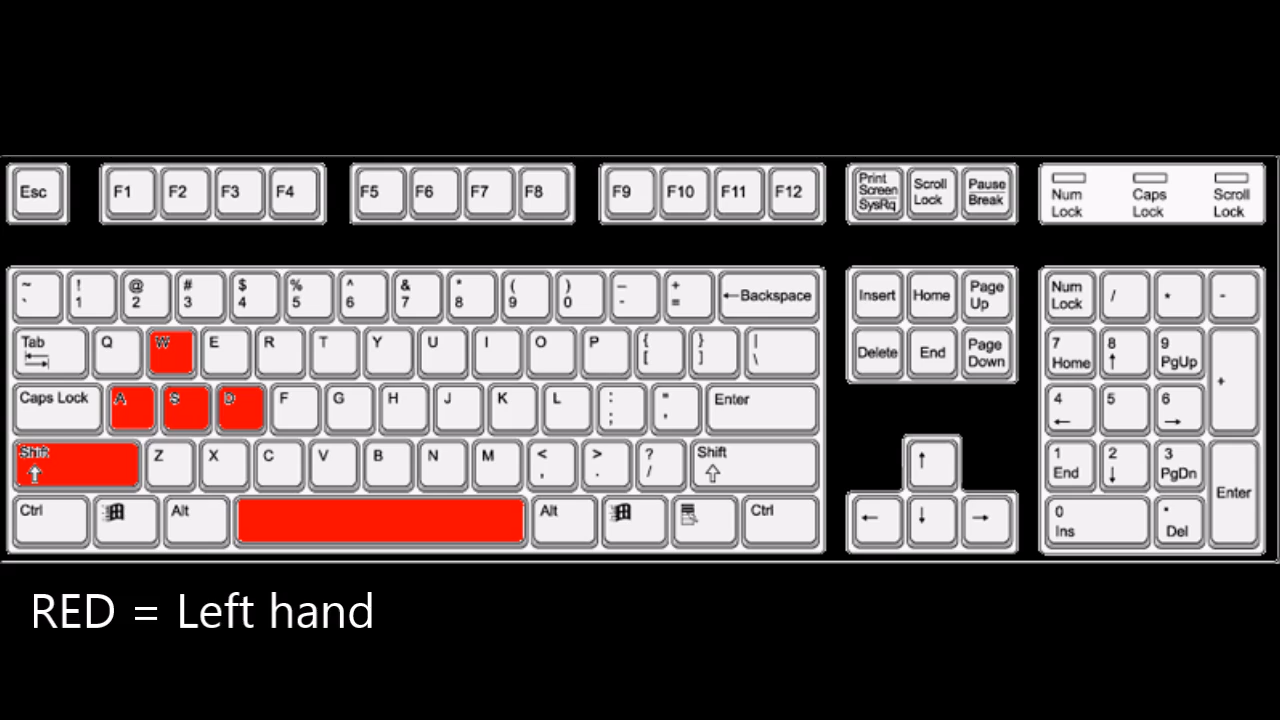 Esc F1 F2 F3 F4 F5 F6 F7 F8 F9 F10 F11 F12 Print Screen SysRq Scroll Lock Pause Break Num Lock Caps Lock Scroll Lock
~ ` ! 1 @ 2 # 3 $ 4 % 5 ^ 6 & 7 * 8 ( 9 ) 0 – - + = ←Backspace Insert Home Page Up Num Lock / * -
Tab Q W E R T Y U I O P { [ } ] | \ Delete End Page Down 7 Home 8 ↑ 9 PgUp +
Caps Lock A S D F G H J K L : ; " ' Enter 4 ← 5 6 →
Shift Z X C V B N M < , > . ? / Shift ↑ 1 End 2 ↓ 3 PgDn Enter
Ctrl Alt Alt Ctrl ← ↓ → 0 Ins . Del
RED = Left hand